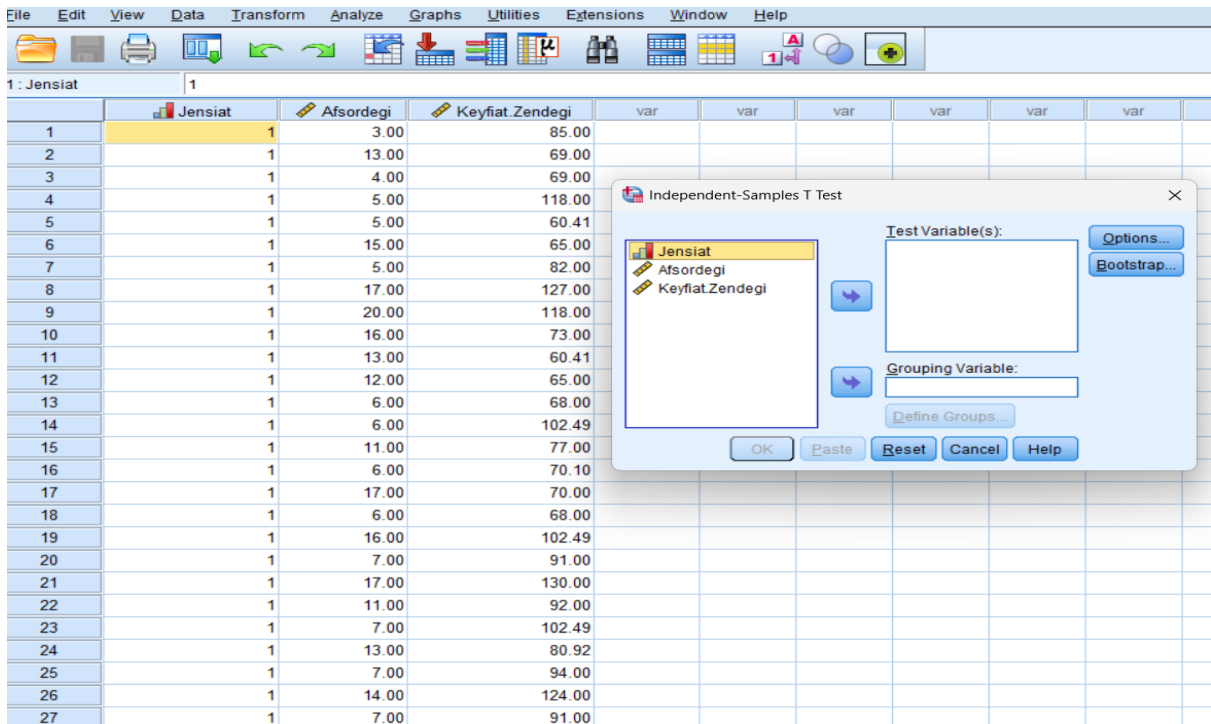 File Edit View Data Transform Analyze Graphs Utilities Extensions Window Help
1 : Jensiat 1
Jensiat Afsordegi Keyfiat.Zendegi var var var var var var
1 1 3.00 85.00
2 1 13.00 69.00
3 1 4.00 69.00
4 1 5.00 118.00
5 1 5.00 60.41
6 1 15.00 65.00
7 1 5.00 82.00
8 1 17.00 127.00
9 1 20.00 118.00
10 1 16.00 73.00
11 1 13.00 60.41
12 1 12.00 65.00
13 1 6.00 68.00
14 1 6.00 102.49
15 1 11.00 77.00
16 1 6.00 70.10
17 1 17.00 70.00
18 1 6.00 68.00
19 1 16.00 102.49
20 1 7.00 91.00
21 1 17.00 130.00
22 1 11.00 92.00
23 1 7.00 102.49
24 1 13.00 80.92
25 1 7.00 94.00
26 1 14.00 124.00
27 1 7.00 91.00
Independent-Samples T Test
Jensiat
Afsordegi
Keyfiat.Zendegi
Test Variable(s):
Options...
Bootstrap...
Grouping Variable:
Define Groups...
OK Paste Reset Cancel Help